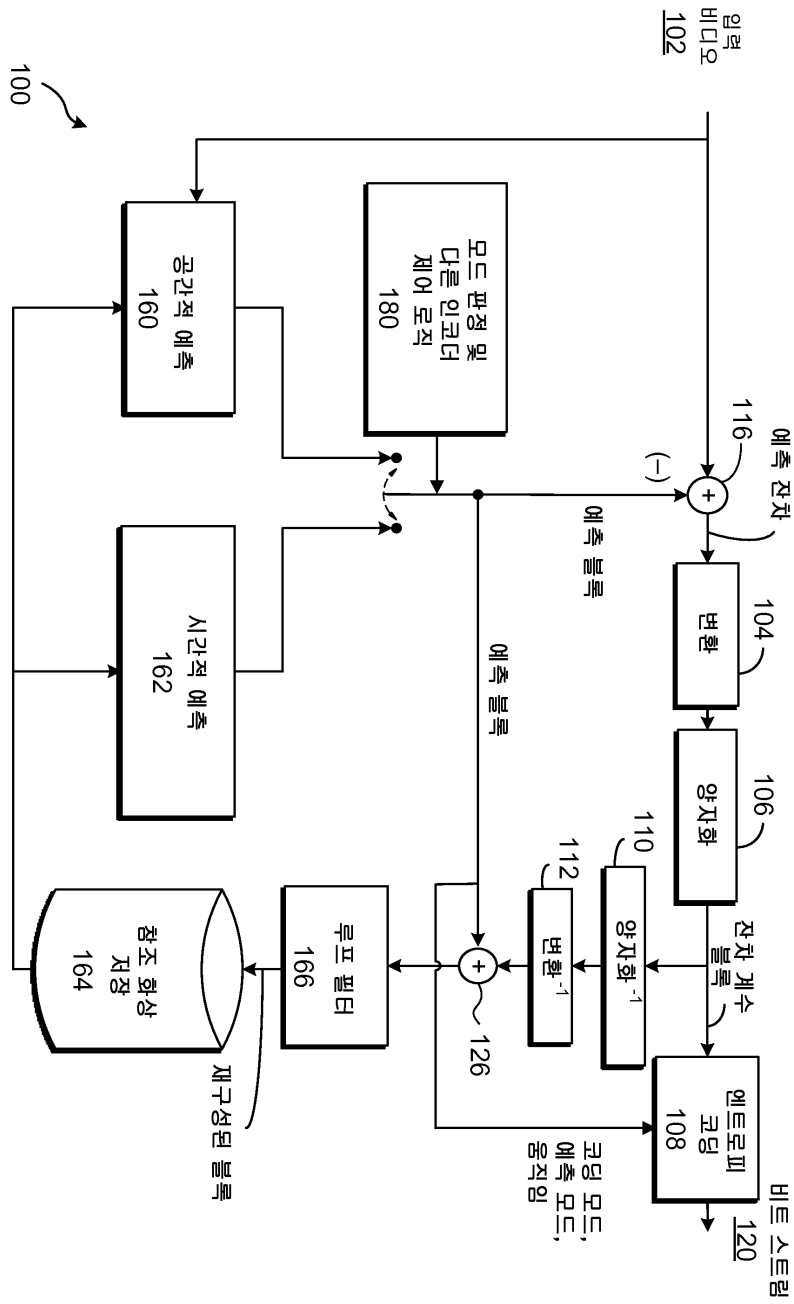 입력
비디오
102
116
예측 잔차
104
변환
106
양자화
잔차 계수
블록
엔트로피
코딩
108
비트 스트림
120
(−)
예측 블록
110
양자화⁻¹
112
변환⁻¹
126
+
+
예측 블록
코딩 모드,
예측 모드,
움직임
모드 판정 및
다른 인코더
제어 로직
180
루프 필터
166
재구성된 블록
공간적 예측
160
시간적 예측
162
참조 화상
저장
164
100